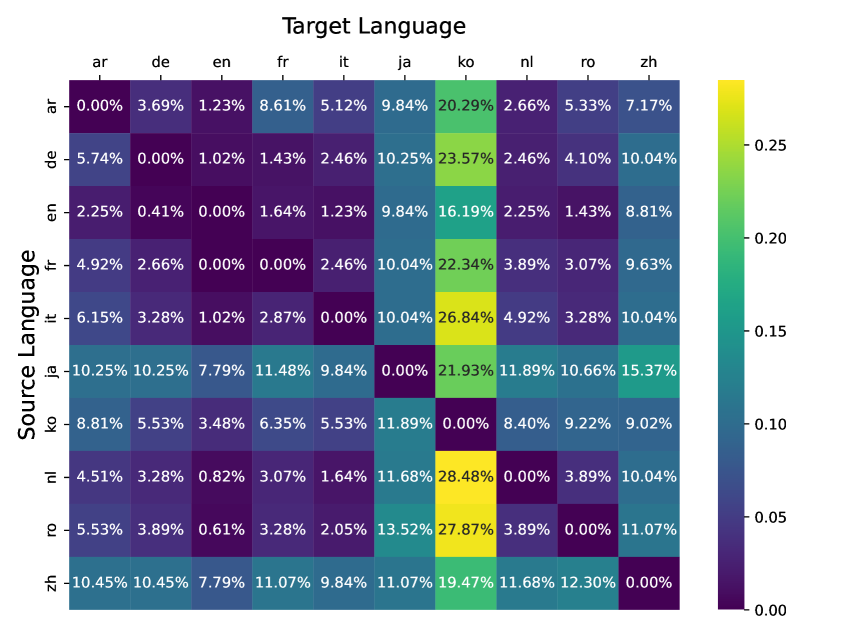 Target Language
ar de en fr it ja ko nl ro zh
ar 0.00% 3.69% 1.23% 8.61% 5.12% 9.84% 20.29% 2.66% 5.33% 7.17%
de 5.74% 0.00% 1.02% 1.43% 2.46% 10.25% 23.57% 2.46% 4.10% 10.04%
en 2.25% 0.41% 0.00% 1.64% 1.23% 9.84% 16.19% 2.25% 1.43% 8.81%
fr 4.92% 2.66% 0.00% 0.00% 2.46% 10.04% 22.34% 3.89% 3.07% 9.63%
it 6.15% 3.28% 1.02% 2.87% 0.00% 10.04% 26.84% 4.92% 3.28% 10.04%
ja 10.25% 10.25% 7.79% 11.48% 9.84% 0.00% 21.93% 11.89% 10.66% 15.37%
ko 8.81% 5.53% 3.48% 6.35% 5.53% 11.89% 0.00% 8.40% 9.22% 9.02%
nl 4.51% 3.28% 0.82% 3.07% 1.64% 11.68% 28.48% 0.00% 3.89% 10.04%
ro 5.53% 3.89% 0.61% 3.28% 2.05% 13.52% 27.87% 3.89% 0.00% 11.07%
zh 10.45% 10.45% 7.79% 11.07% 9.84% 11.07% 19.47% 11.68% 12.30% 0.00%
Source Language
0.25
0.20
0.15
0.10
0.05
0.00